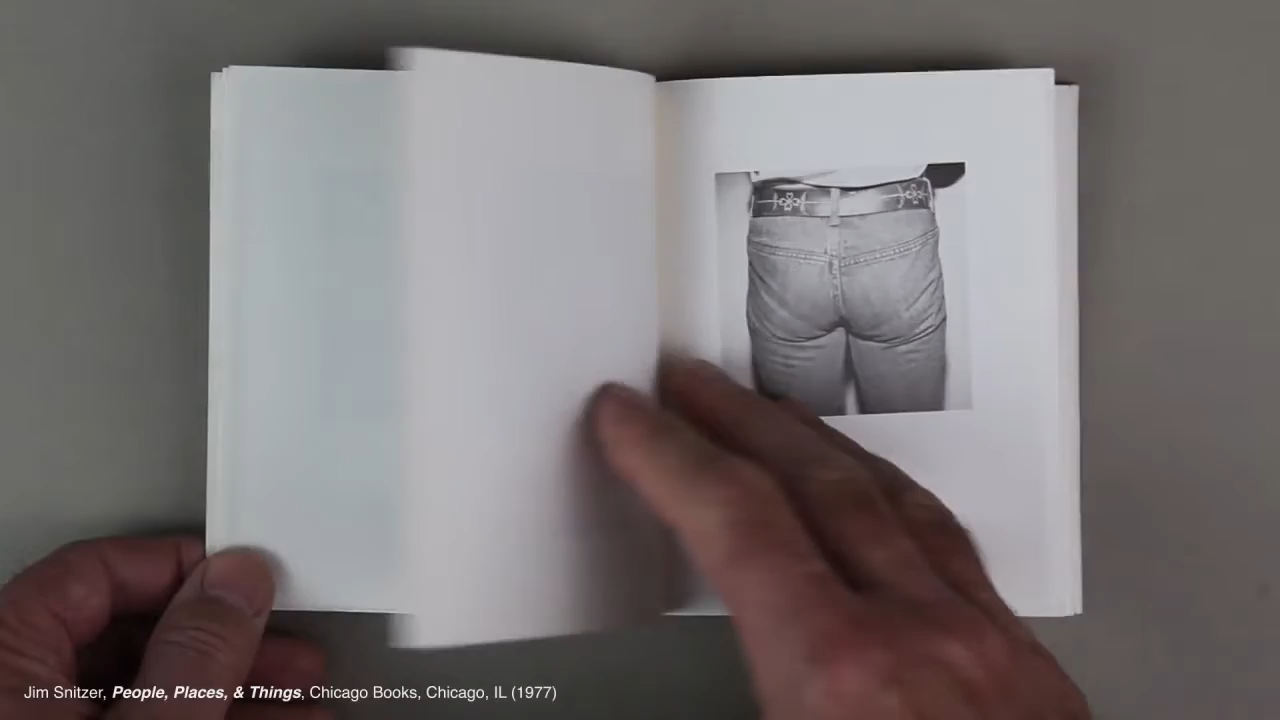 Jim Snitzer, People, Places, & Things, Chicago Books, Chicago, IL (1977)